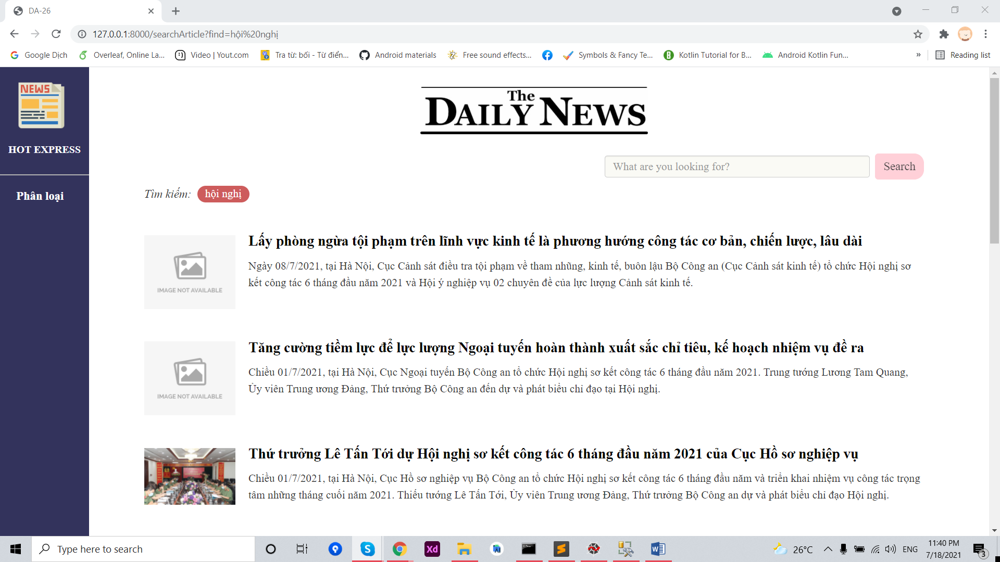 DA-26
127.0.0.1:8000/searchArticle?find=hội%20nghị
Google Dịch
Overleaf, Online La...
Video | Yout.com
Tra từ: bối - Từ điển...
Android materials
Free sound effects...
Symbols & Fancy Te...
Kotlin Tutorial for B...
Android Kotlin Fun...
»
Reading list
NEWS
HOT EXPRESS
Phân loại
The
DAILY NEWS
What are you looking for?
Search
Tìm kiếm: hội nghị
IMAGE NOT AVAILABLE
Lấy phòng ngừa tội phạm trên lĩnh vực kinh tế là phương hướng công tác cơ bản, chiến lược, lâu dài
Ngày 08/7/2021, tại Hà Nội, Cục Cảnh sát điều tra tội phạm về tham nhũng, kinh tế, buôn lậu Bộ Công an (Cục Cảnh sát kinh tế) tổ chức Hội nghị sơ
kết công tác 6 tháng đầu năm 2021 và Hội ý nghiệp vụ 02 chuyên đề của lực lượng Cảnh sát kinh tế.
IMAGE NOT AVAILABLE
Tăng cường tiềm lực để lực lượng Ngoại tuyến hoàn thành xuất sắc chỉ tiêu, kế hoạch nhiệm vụ đề ra
Chiều 01/7/2021, tại Hà Nội, Cục Ngoại tuyến Bộ Công an tổ chức Hội nghị sơ kết công tác 6 tháng đầu năm 2021. Trung tướng Lương Tam Quang,
Ủy viên Trung ương Đảng, Thứ trưởng Bộ Công an đến dự và phát biểu chỉ đạo tại Hội nghị.
Thứ trưởng Lê Tấn Tới dự Hội nghị sơ kết công tác 6 tháng đầu năm 2021 của Cục Hồ sơ nghiệp vụ
Chiều 01/7/2021, tại Hà Nội, Cục Hồ sơ nghiệp vụ Bộ Công an tổ chức Hội nghị sơ kết công tác 6 tháng đầu năm và triển khai nhiệm vụ công tác trọng
tâm những tháng cuối năm 2021. Thiếu tướng Lê Tấn Tới, Ủy viên Trung ương Đảng, Thứ trưởng Bộ Công an dự và phát biểu chỉ đạo Hội nghị.
Type here to search
Xd
26°C
ENG
11:40 PM
7/18/2021
3